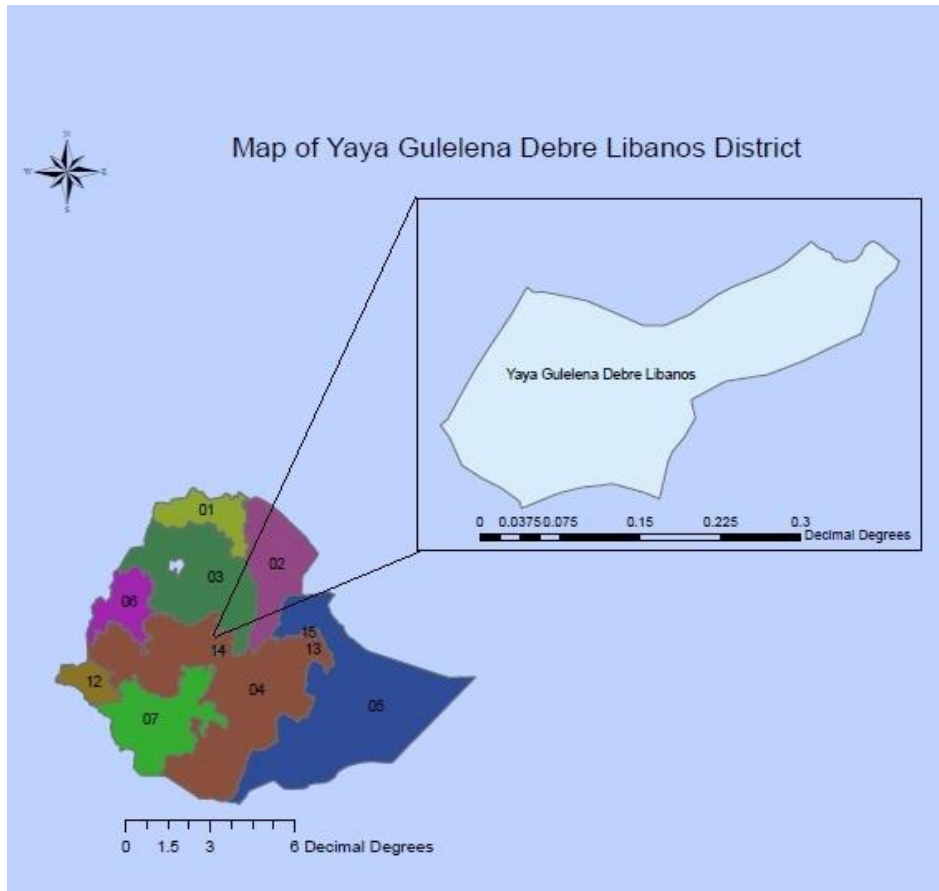 Map of Yaya Gulelena Debre Libanos District
N
W E
S
Yaya Gulelena Debre Libanos
0 0.0375 0.075 0.15 0.225 0.3
Decimal Degrees
01
02
03
06
15
14 13
12
04
05
07
0 1.5 3 6 Decimal Degrees